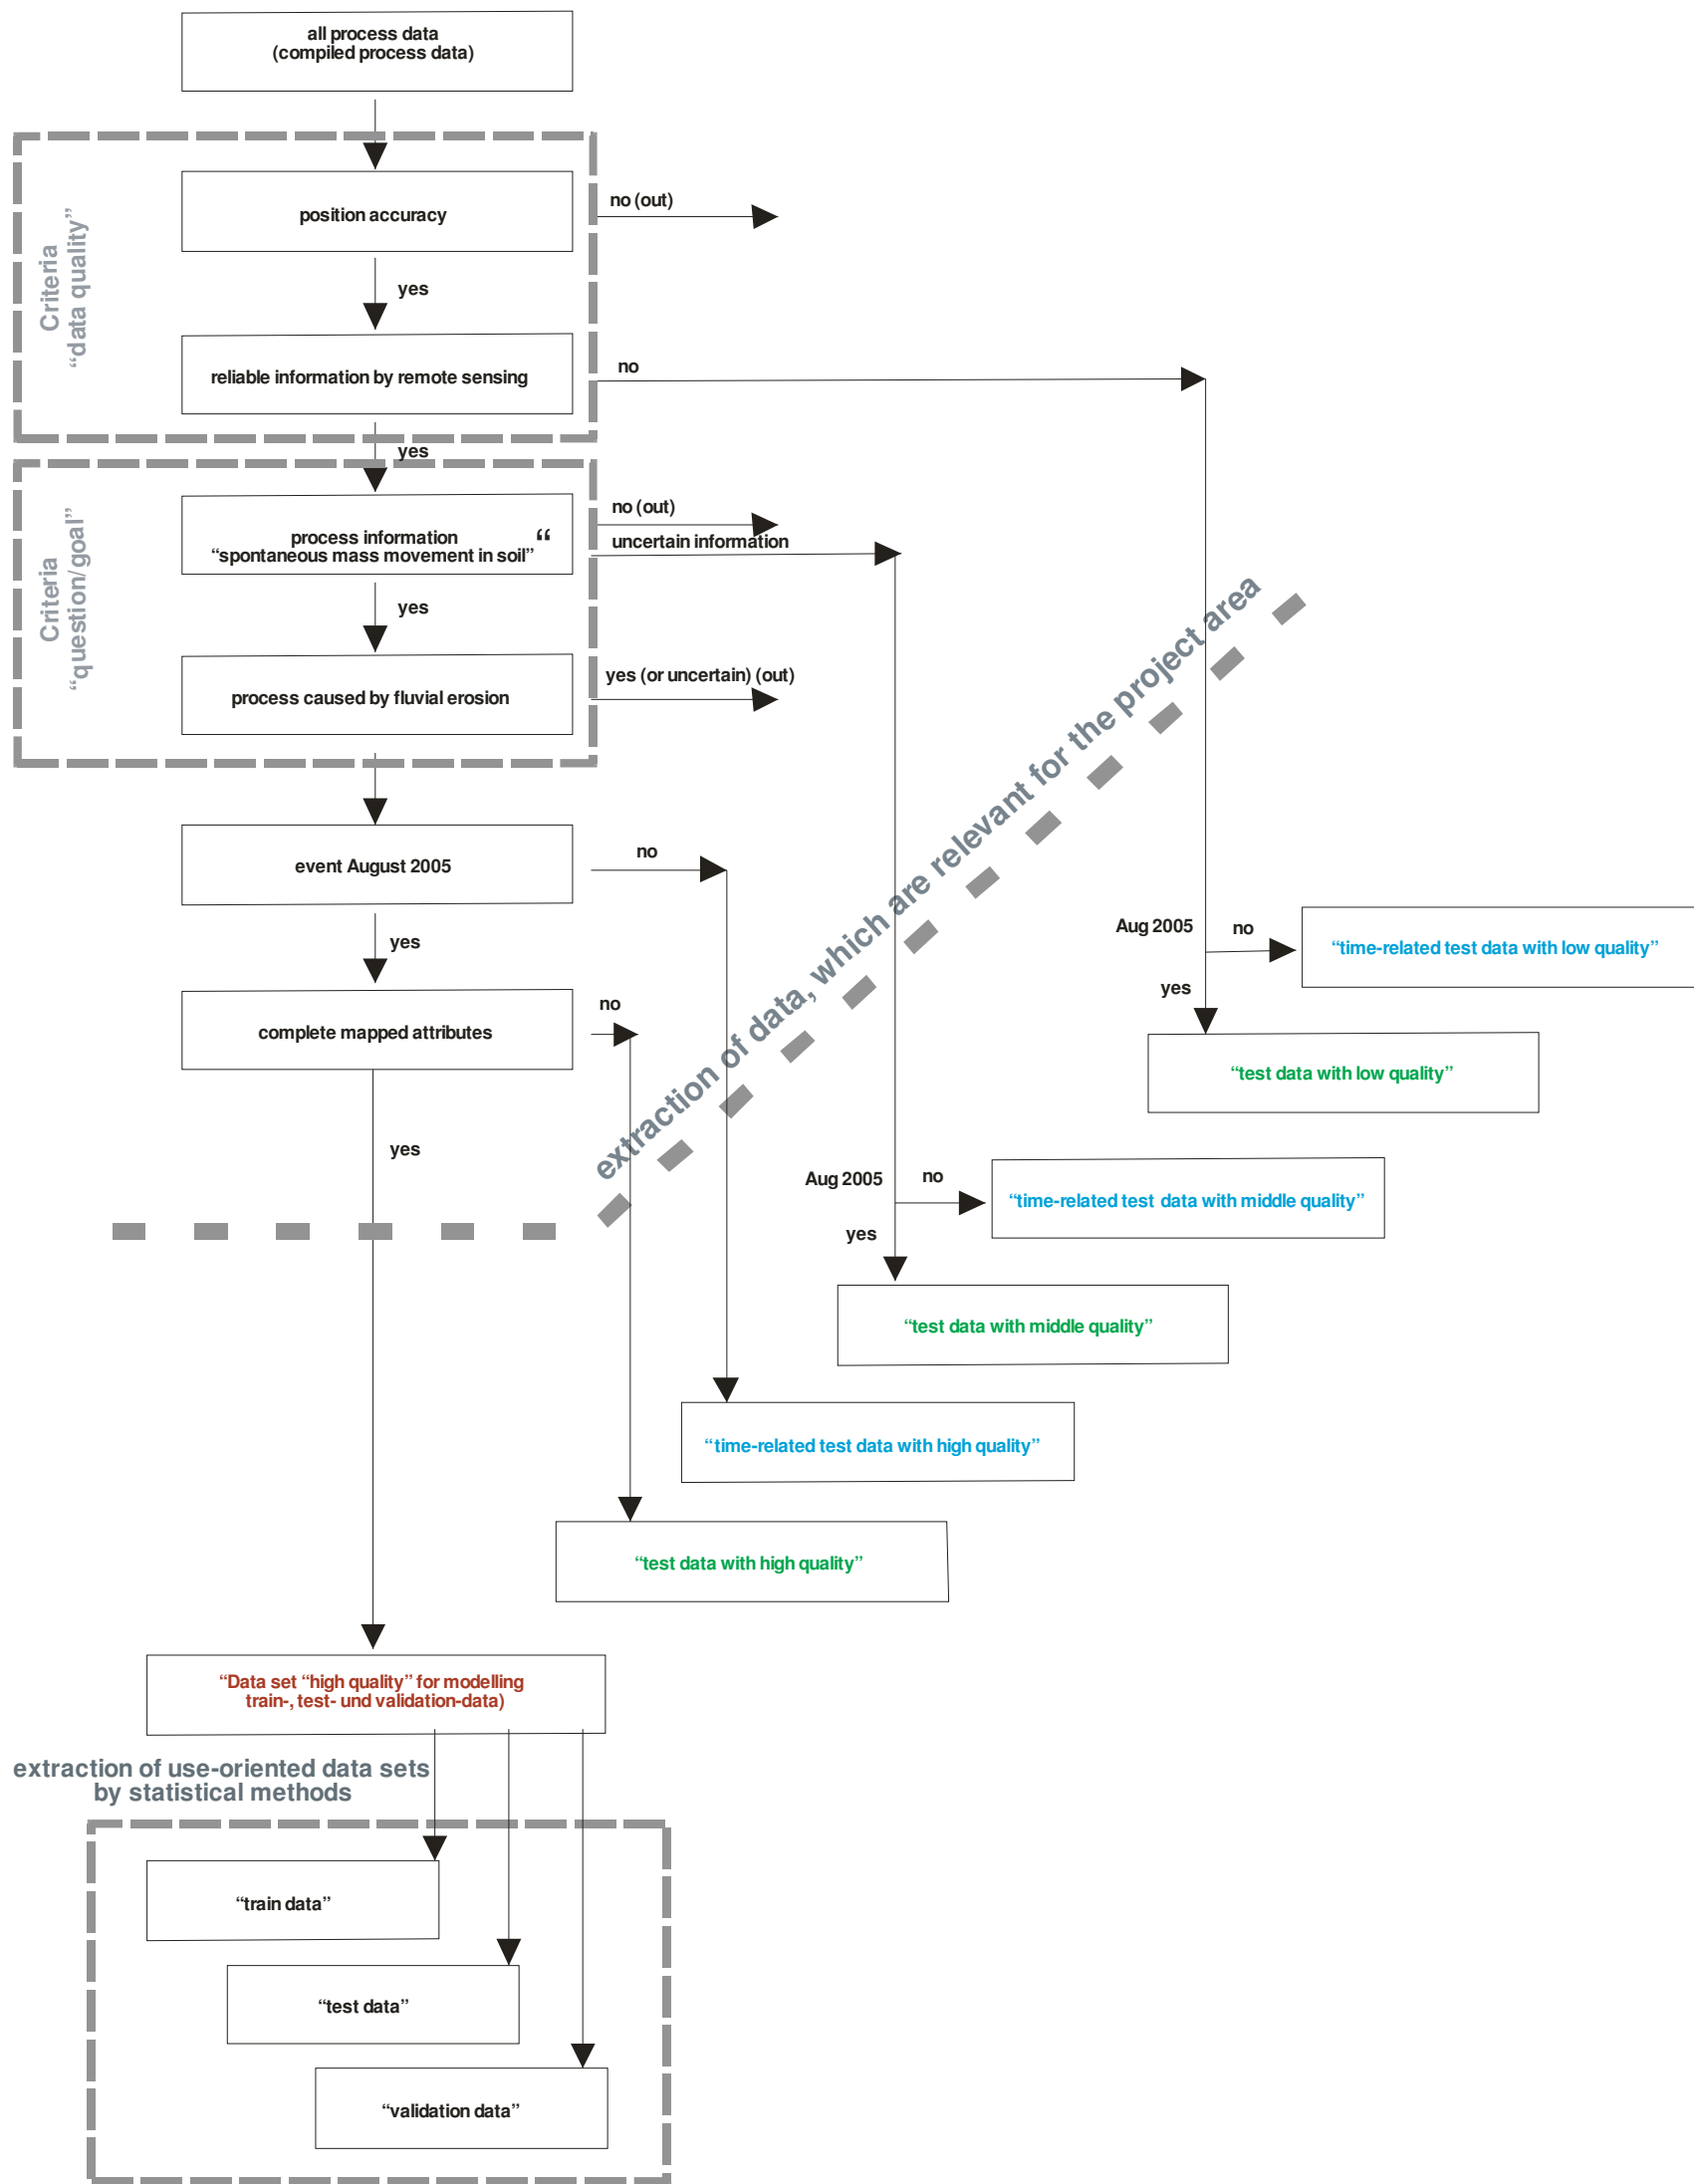 all process data
(compiled process data)
Criteria
“data quality”
position accuracy
no (out)
yes
reliable information by remote sensing
no
yes
Criteria
“question/goal”
process information “
“spontaneous mass movement in soil”
no (out)
uncertain information
yes
process caused by fluvial erosion
yes (or uncertain) (out)
extraction of data, which are relevant for the project area
event August 2005
no
yes
Aug 2005
no
“time-related test data with low quality”
yes
“test data with low quality”
complete mapped attributes
no
yes
Aug 2005
no
“time-related test data with middle quality”
yes
“test data with middle quality”
“time-related test data with high quality”
“test data with high quality”
“Data set “high quality” for modelling
train-, test- und validation-data)
extraction of use-oriented data sets
by statistical methods
“train data”
“test data”
“validation data”